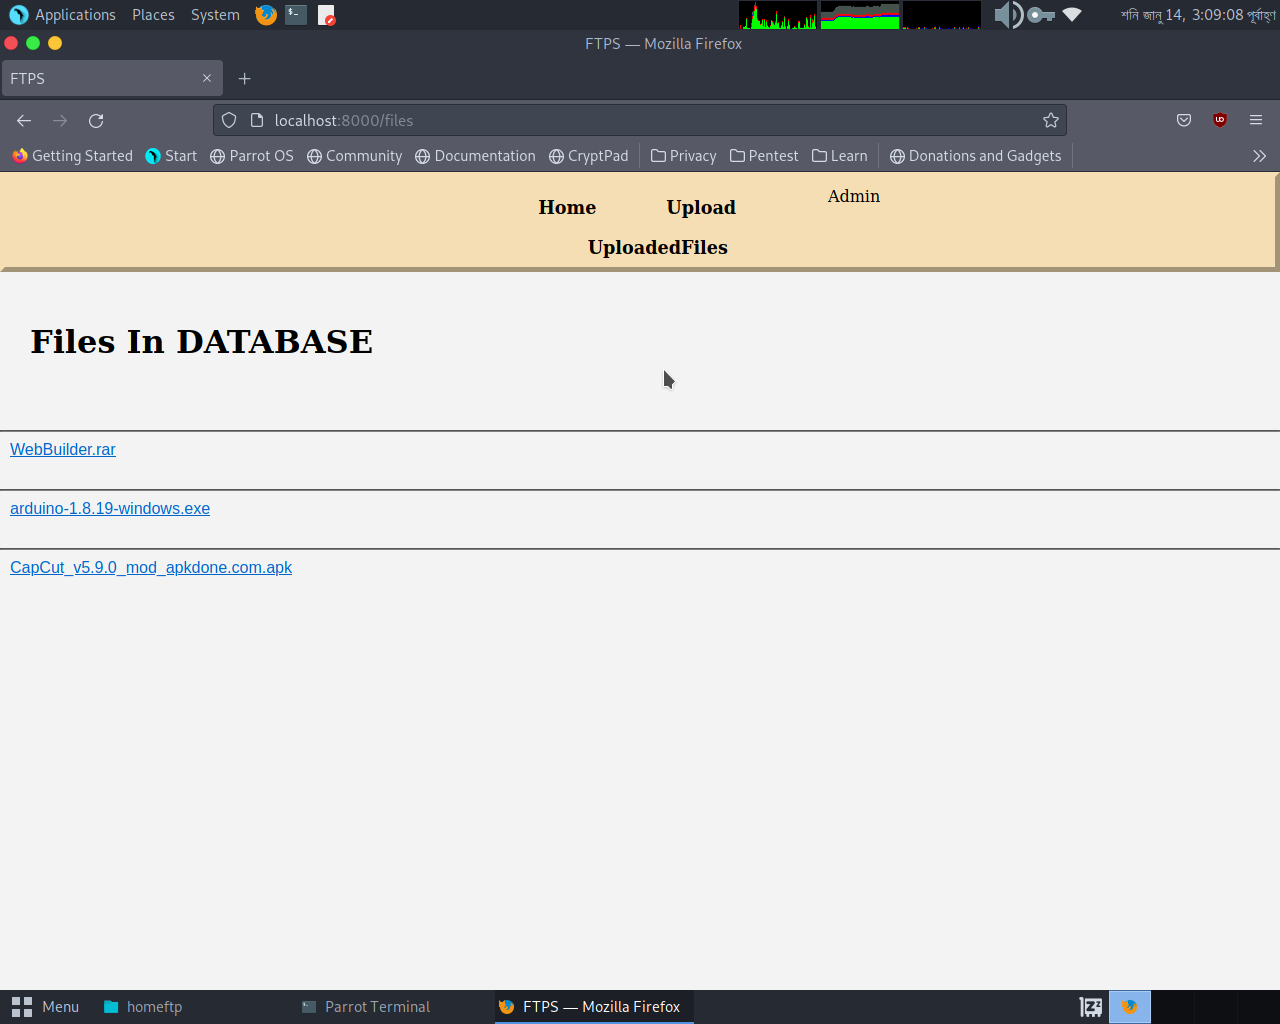 Applications Places System
শনি জানু 14, 3:09:08 পূর্বাহ্ণ
FTPS — Mozilla Firefox
FTPS
localhost:8000/files
Getting Started Start Parrot OS Community Documentation CryptPad Privacy Pentest Learn Donations and Gadgets
Admin
Home Upload
UploadedFiles
Files In DATABASE
WebBuilder.rar
arduino-1.8.19-windows.exe
CapCut_v5.9.0_mod_apkdone.com.apk
Menu homeftp Parrot Terminal FTPS — Mozilla Firefox